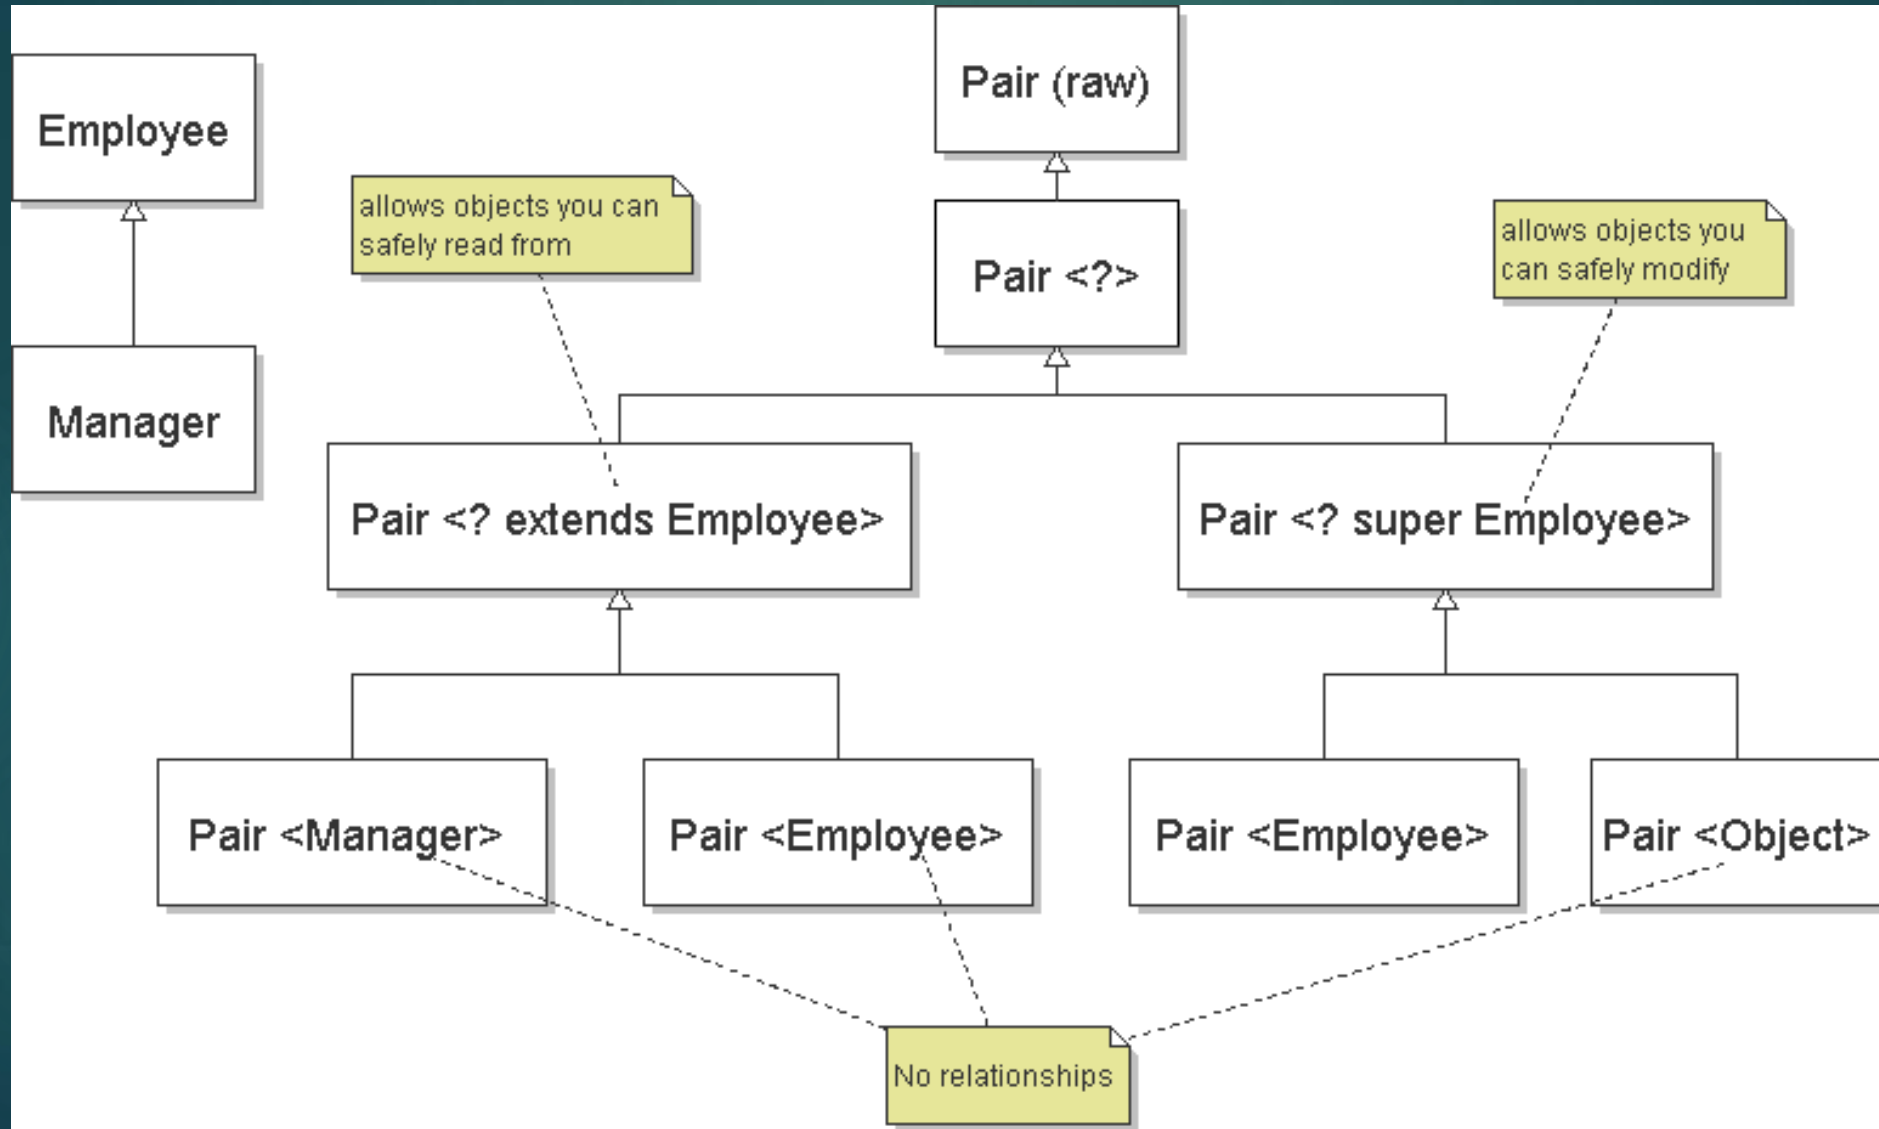 Pair (raw)
Employee
allows objects you can
safely read from
allows objects you
can safely modify
Pair <?>
Manager
Pair <? extends Employee>
Pair <? super Employee>
Pair <Manager>
Pair <Employee>
Pair <Employee>
Pair <Object>
No relationships